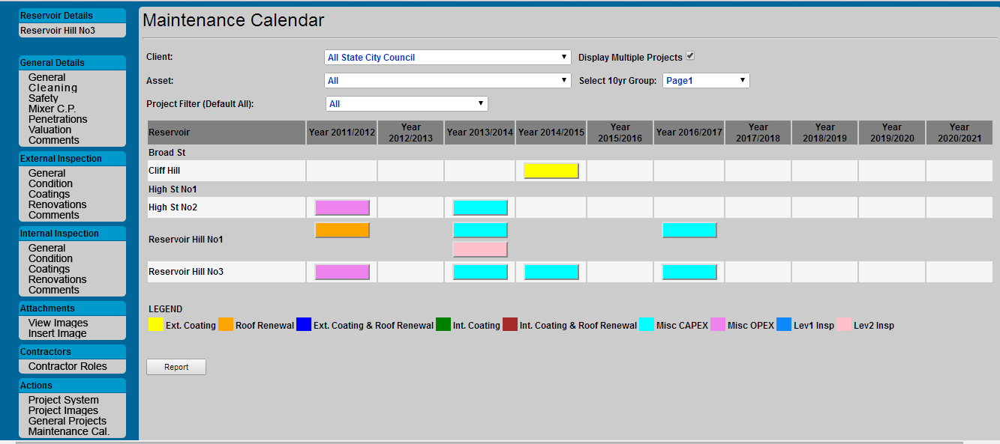 Reservoir Details
Reservoir Hill No3
General Details
General
Cleaning
Safety
Mixer C.P.
Penetrations
Valuation
Comments
External Inspection
General
Condition
Coatings
Renovations
Comments
Internal Inspection
General
Condition
Coatings
Renovations
Comments
Attachments
View Images
Insert Image
Contractors
Contractor Roles
Actions
Project System
Project Images
General Projects
Maintenance Cal.
Maintenance Calendar
Client: All State City Council Display Multiple Projects
Asset: All Select 10yr Group: Page1
Project Filter (Default All): All
Reservoir Year 2011/2012 Year 2012/2013 Year 2013/2014 Year 2014/2015 Year 2015/2016 Year 2016/2017 Year 2017/2018 Year 2018/2019 Year 2019/2020 Year 2020/2021
Broad St
Cliff Hill
High St No1
High St No2
Reservoir Hill No1
Reservoir Hill No3
LEGEND
Ext. Coating Roof Renewal Ext. Coating & Roof Renewal Int. Coating Int. Coating & Roof Renewal Misc CAPEX Misc OPEX Lev1 Insp Lev2 Insp
Report